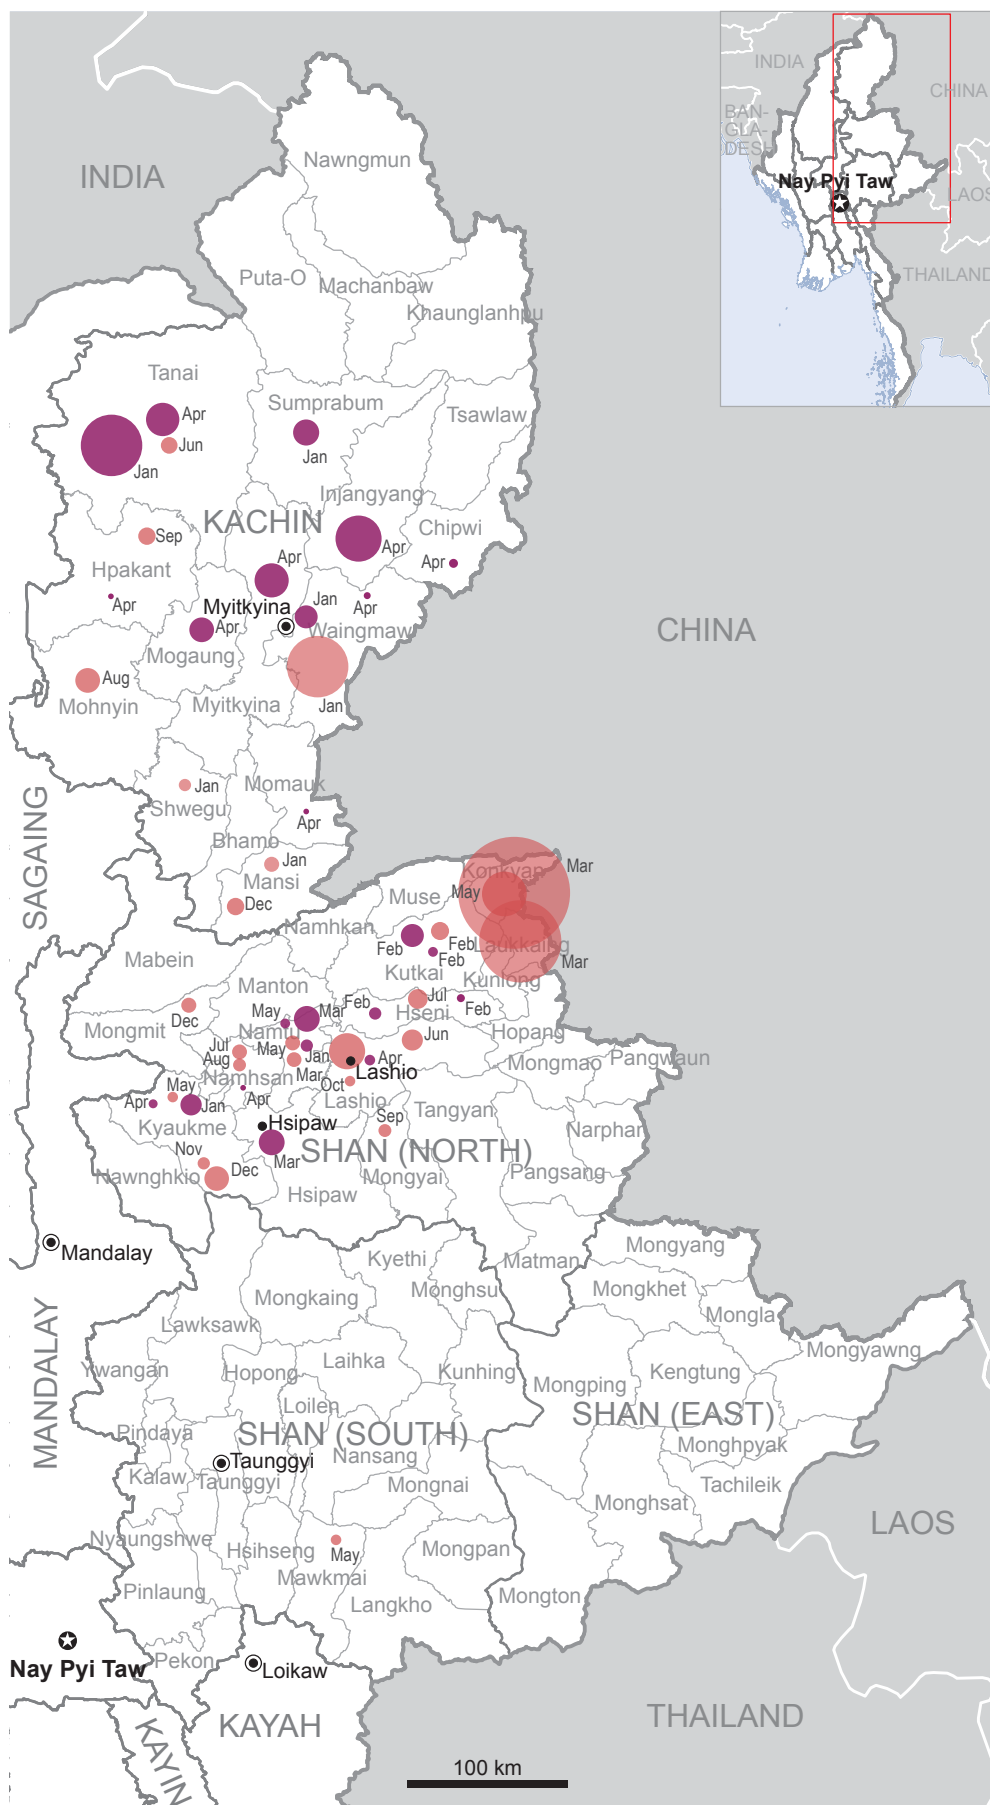 INDIA
CHINA
BAN-
GLA-
DESH
Nay Pyi Taw
LAOS
THAILAND
INDIA
Nawngmun
Puta-O
Machanbaw
Khaunglanhpu
Tanai
Apr
Jun
Jan
Sumprabum
Jan
Tsawlaw
Injangyang
KACHIN
Chipwi
Sep
Apr
Apr
Apr
Hpakant
Apr
Jan
Apr
Myitkyina
Apr
Waingmaw
CHINA
Mogaung
Aug
Mohnyin
Myitkyina
Jan
Jan
Momauk
Shwegu
Apr
SAGAING
Bhamo
Jan
Mansi
Dec
Konkyan
Mar
May
Muse
Namhkan
Feb
Feb
Feb
Laukkaing
Mar
Mabein
Kutkai
Kunlong
Manton
Feb
Jul
Feb
Dec
May
Mar
Hseni
Mongmit
Namtu
Jun
Hopang
Jul
May
Jan
Apr
Aug
Mar
Lashio
Mongmao
Pangwaun
Namhsan
Oct
May
Apr
Lashio
Apr
Jan
Tangyan
Kyaukme
Hsipaw
Sep
Narphan
Nov
Mar
SHAN (NORTH)
Dec
Nawnghkio
Mongyai
Pangsang
Hsipaw
Mandalay
Kyethi
Matman
Mongyang
Mongkaing
Monghsu
Mongkhet
Mongla
MANDALAY
Lawksawk
Mongyawng
Ywangan
Hopong
Laihka
Kunhing
Mongping
Kengtung
Loilen
SHAN (EAST)
Pindaya
SHAN (SOUTH)
Monghpyak
Taunggyi
Nansang
Kalaw
Taunggyi
Mongnai
Tachileik
Monghsat
LAOS
Nyaungshwe
Hsihseng
May
Mongpan
Mawkmai
Pinlaung
Langkho
Mongton
Nay Pyi Taw
Pekon
Loikaw
KAYAH
THAILAND
KAYIN
100 km